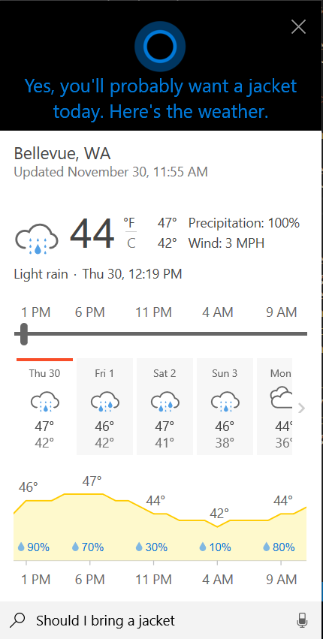 Yes, you'll probably want a jacket
today. Here's the weather.
Bellevue, WA
Updated November 30, 11:55 AM
44 °F 47° Precipitation: 100%
C 42° Wind: 3 MPH
Light rain · Thu 30, 12:19 PM
1 PM 6 PM 11 PM 4 AM 9 AM
Thu 30 Fri 1 Sat 2 Sun 3 Mon
47° 46° 47° 46° 44°
42° 42° 41° 38° 36°
46° 47° 44° 42° 44°
90% 70% 30% 10% 80%
1 PM 6 PM 11 PM 4 AM 9 AM
Should I bring a jacket